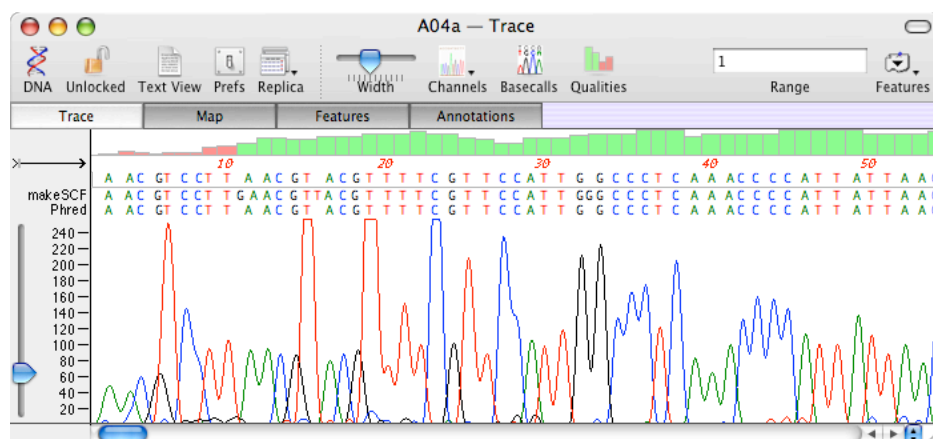 A04a — Trace
DNA Unlocked Text View Prefs Replica Width Channels Basecalls Qualities 1 Range Features
Trace Map Features Annotations
10 20 30 40 50
A A C G T C C T T A A C G T A C G T T T T C G T T C C A T T G G C C C T C A A A C C C C A T T A T T A A
makeSCF A A C G T C C T T G A A C G T T A C G T T T T C G T T C C A T T G G G C C C T C A A A C C C C A T T A T T A A
Phred A A C G T C C T T A A C G T A C G T T T T C G T T C C A T T G G C C C T C A A A C C C C A T T A T T A A
240
220
200
180
160
140
120
100
80
60
40
20